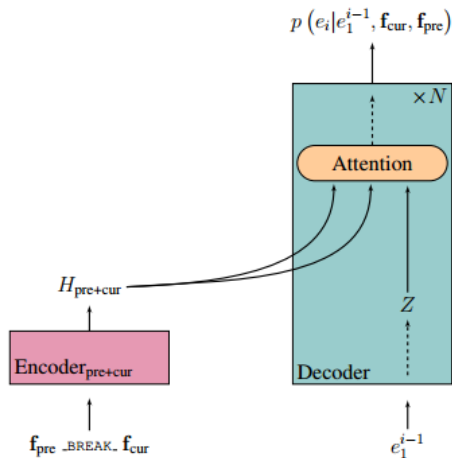 p (e_i|e_1^{i-1}, f_cur, f_pre)
×N
Attention
H_pre+cur
Z
Encoder_pre+cur
Decoder
f_pre _BREAK_ f_cur
e_1^{i-1}